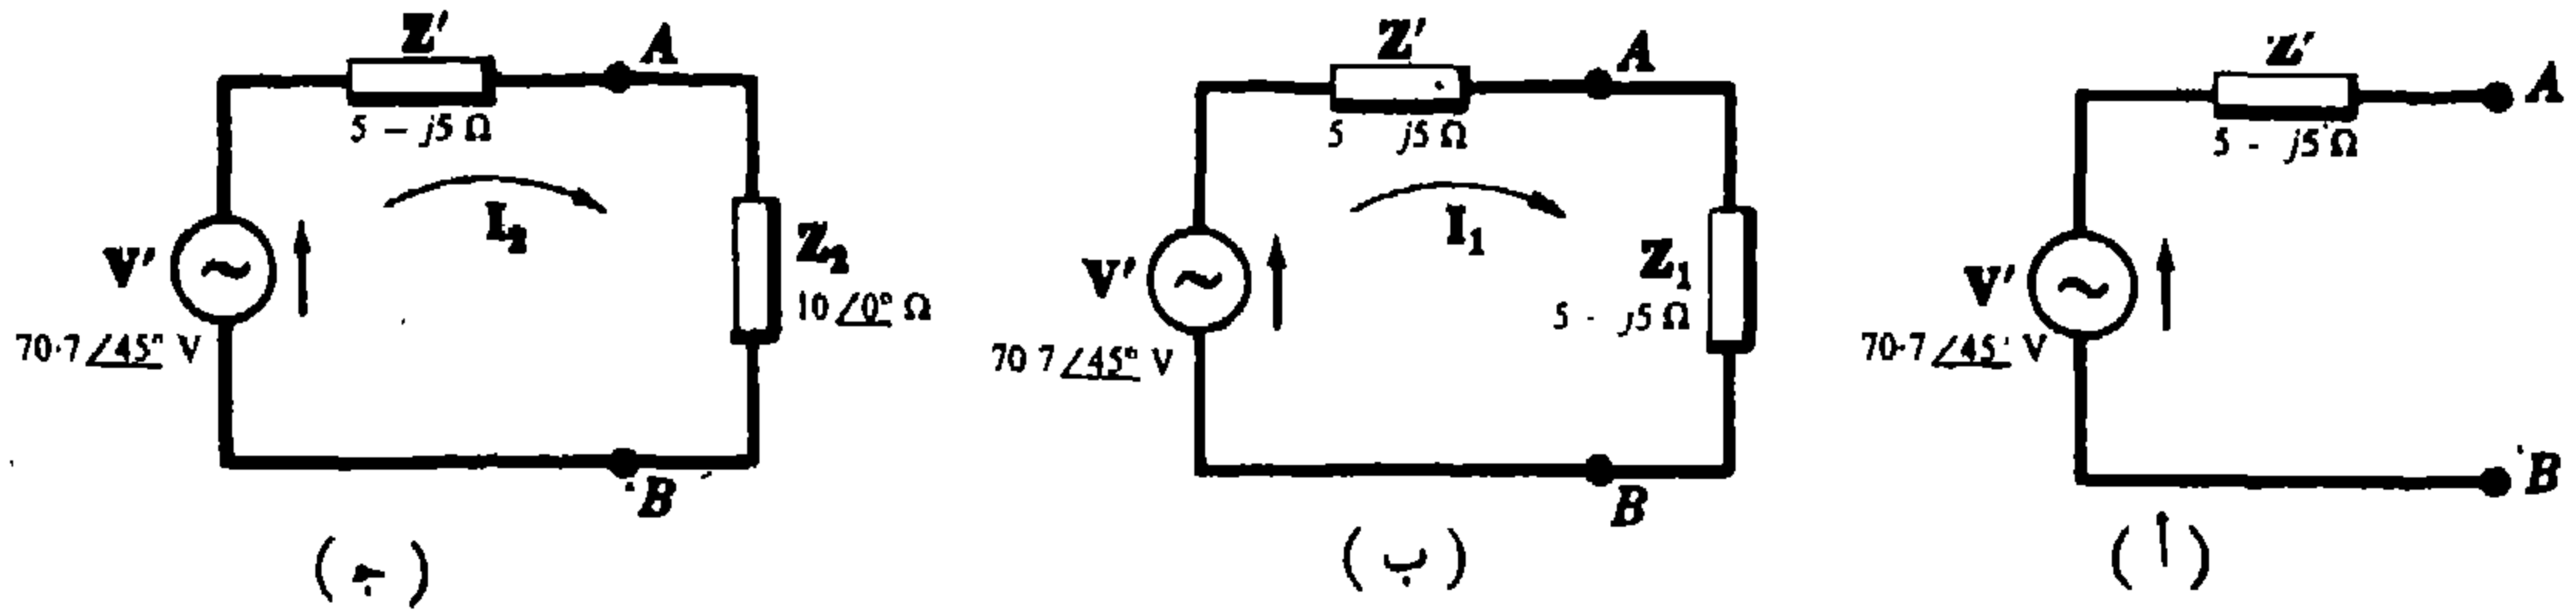 Z'
A
5 - j5 Ω
V'
70·7 ∠45' V
B
( أ )
Z'
A
5 j5 Ω
I₁
V'
Z₁
5 - j5 Ω
70 7 ∠45° V
B
( ب )
Z'
A
5 – j5 Ω
I₂
V'
Z₂
10 ∠0° Ω
70·7 ∠45° V
B
( ج )